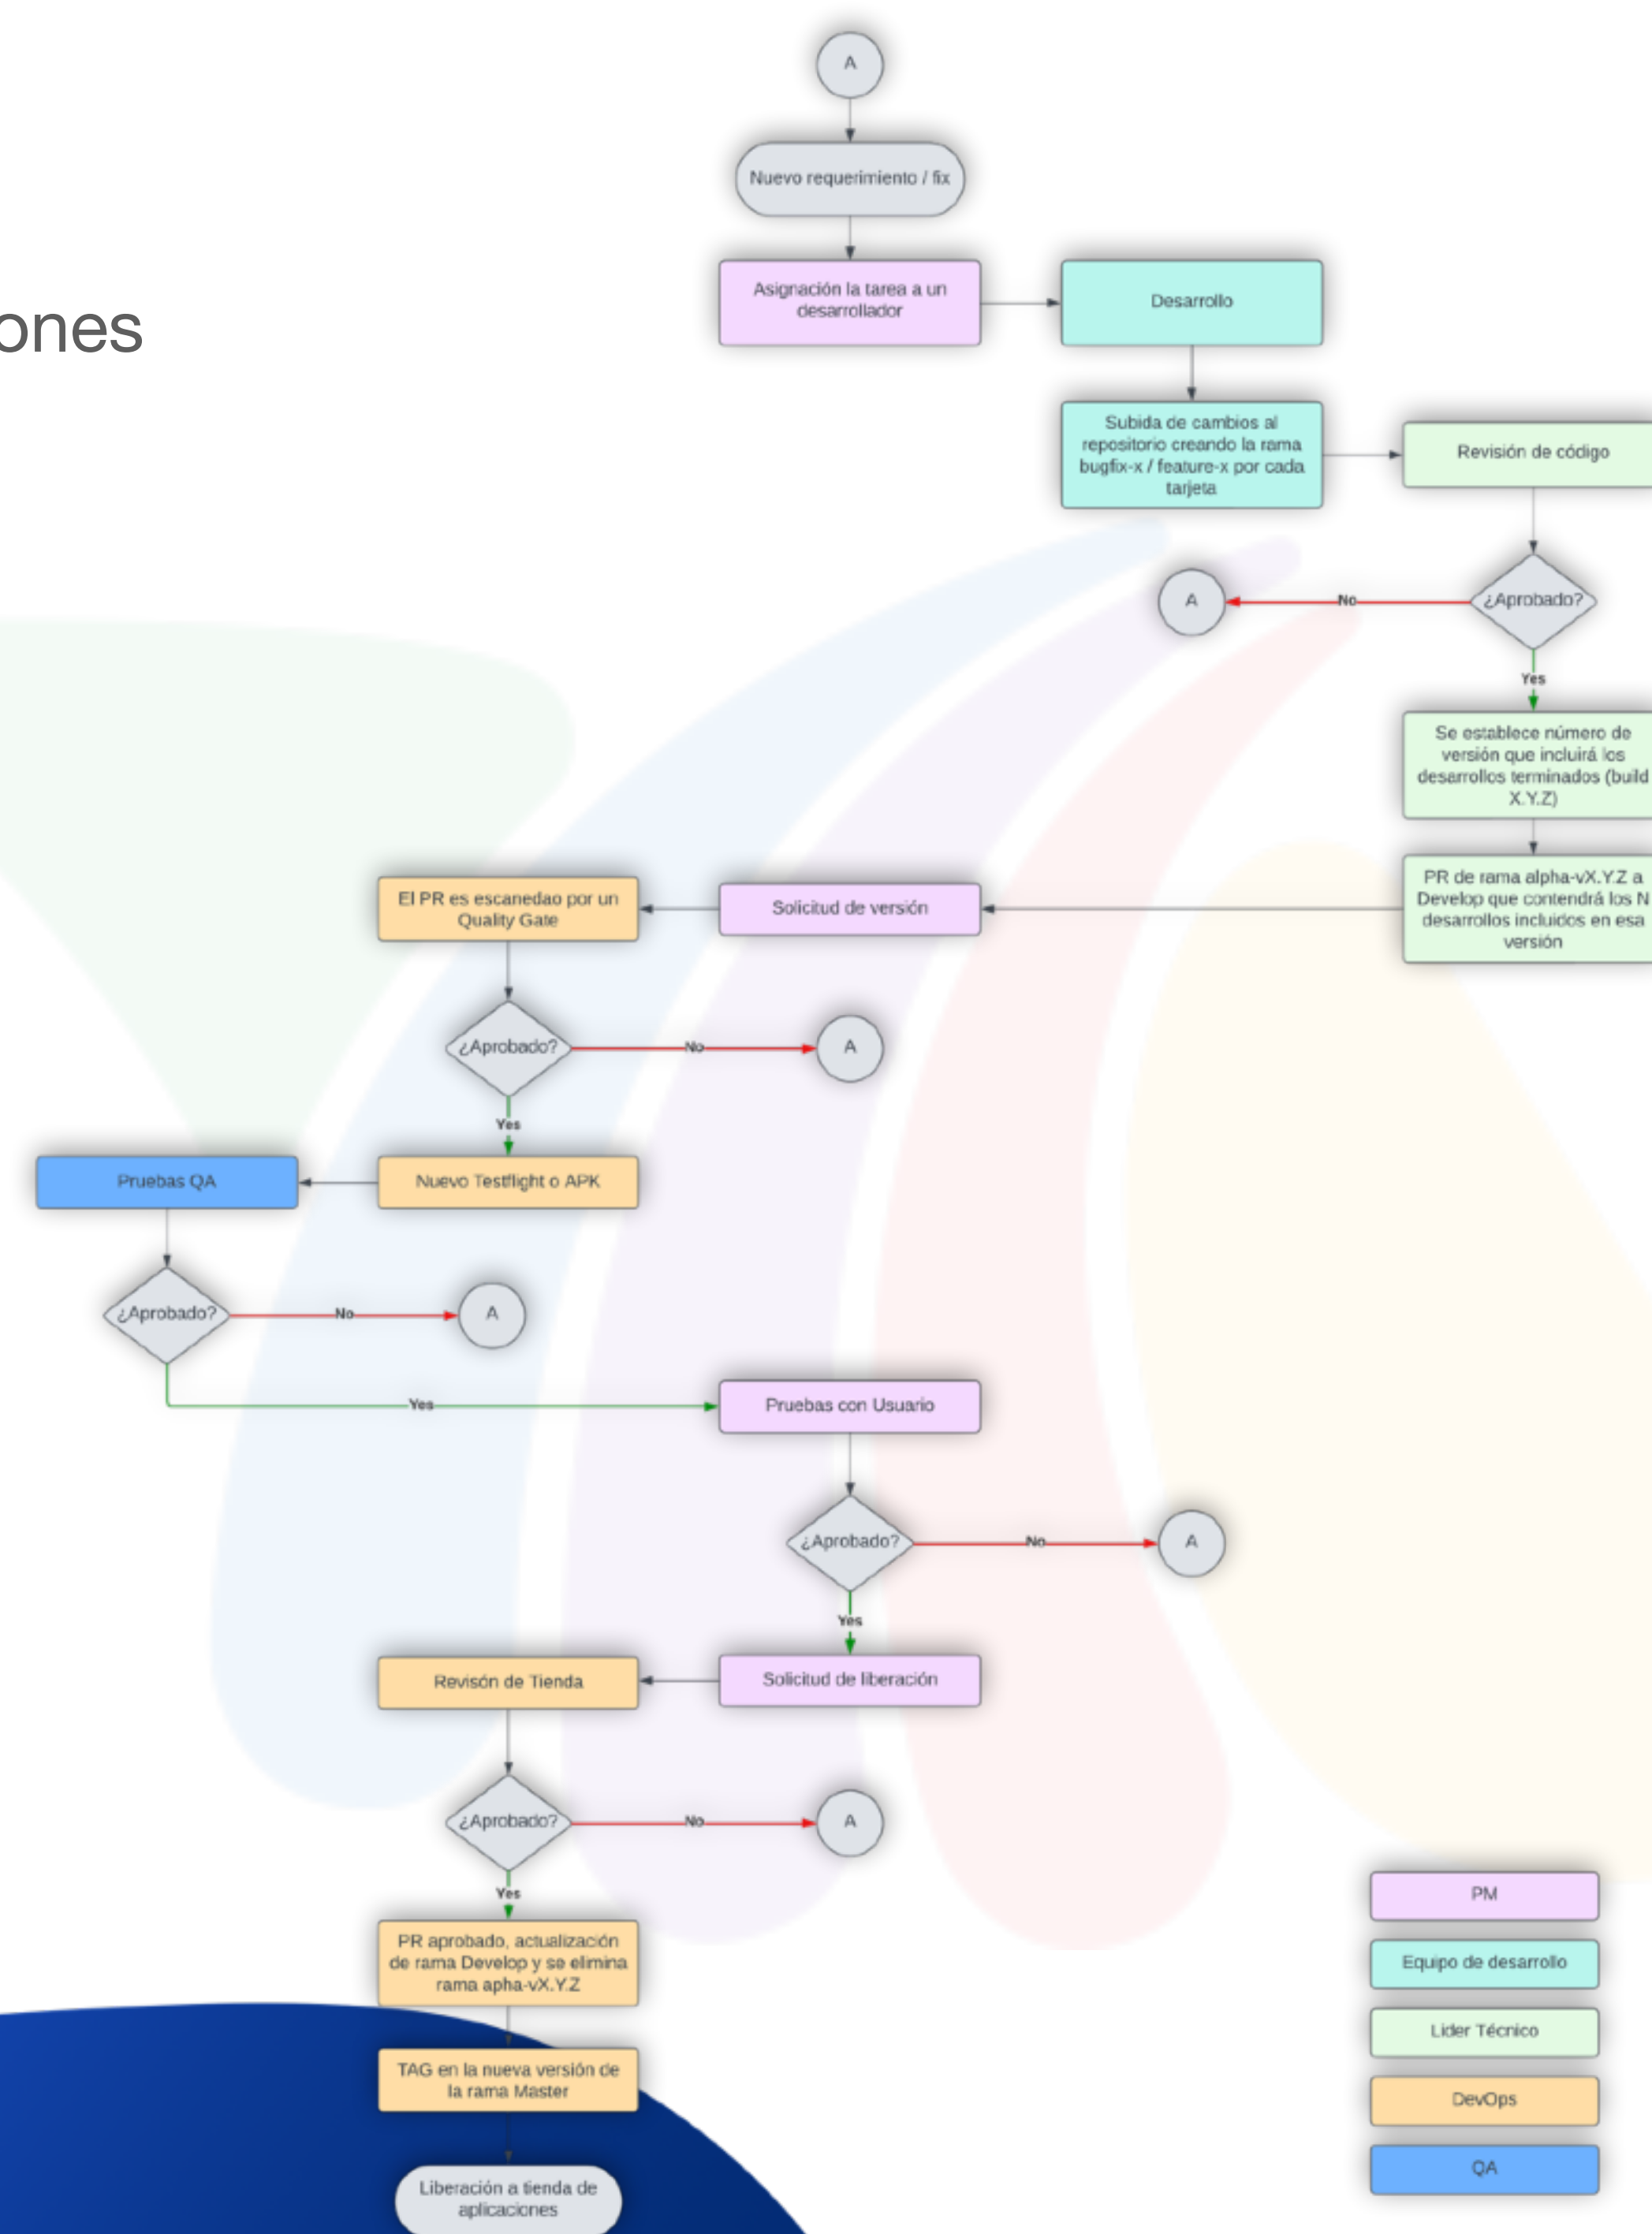 A
Nuevo requerimiento / fix
Asignación la tarea a un
desarrollador
Desarrollo
ones
Subida de cambios al
repositorio creando la rama
bugfix-x / feature-x por cada
tarjeta
Revisión de código
¿Aprobado?
No
A
Yes
Se establece número de
versión que incluirá los
desarrollos terminados (build
X.Y.Z)
PR de rama alpha-vX.Y.Z a
Develop que contendrá los N
desarrollos incluidos en esa
versión
Solicitud de versión
El PR es escanedao por un
Quality Gate
¿Aprobado?
No
A
Yes
Nuevo Testflight o APK
Pruebas QA
¿Aprobado?
No
A
Yes
Pruebas con Usuario
¿Aprobado?
No
A
Yes
Solicitud de liberación
Revisón de Tienda
¿Aprobado?
No
A
Yes
PR aprobado, actualización
de rama Develop y se elimina
rama apha-vX.Y.Z
TAG en la nueva versión de
la rama Master
Liberación a tienda de
aplicaciones
PM
Equipo de desarrollo
Lider Técnico
DevOps
QA